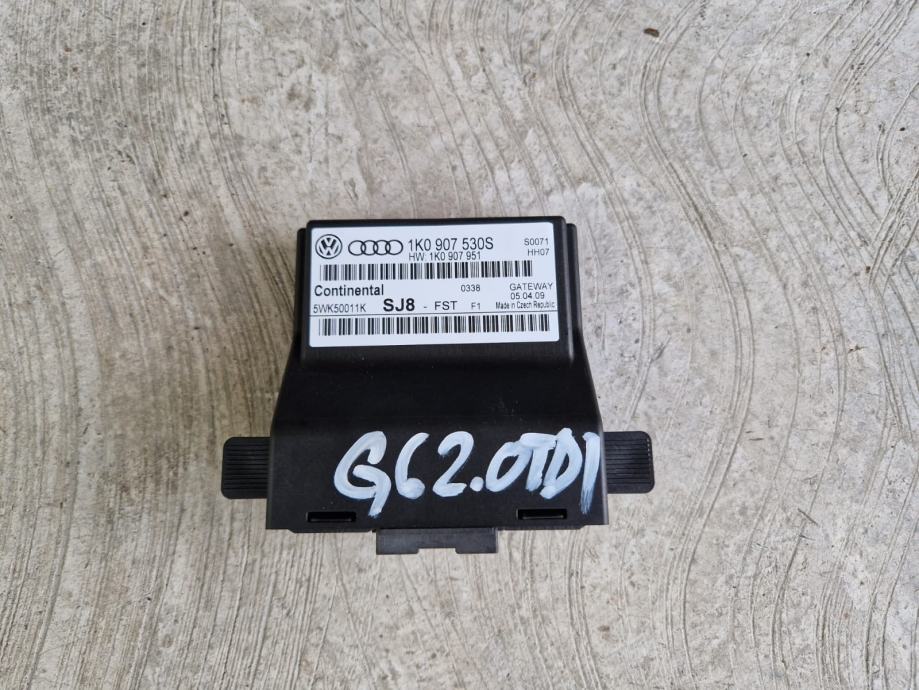 1K0 907 530S S0071
HW: 1K0 907 951 HH07
Continental 0338 GATEWAY
05.04.09
5WK50011K SJ8 - FST F1 Made in Czech Republic
G6 2.0TDI